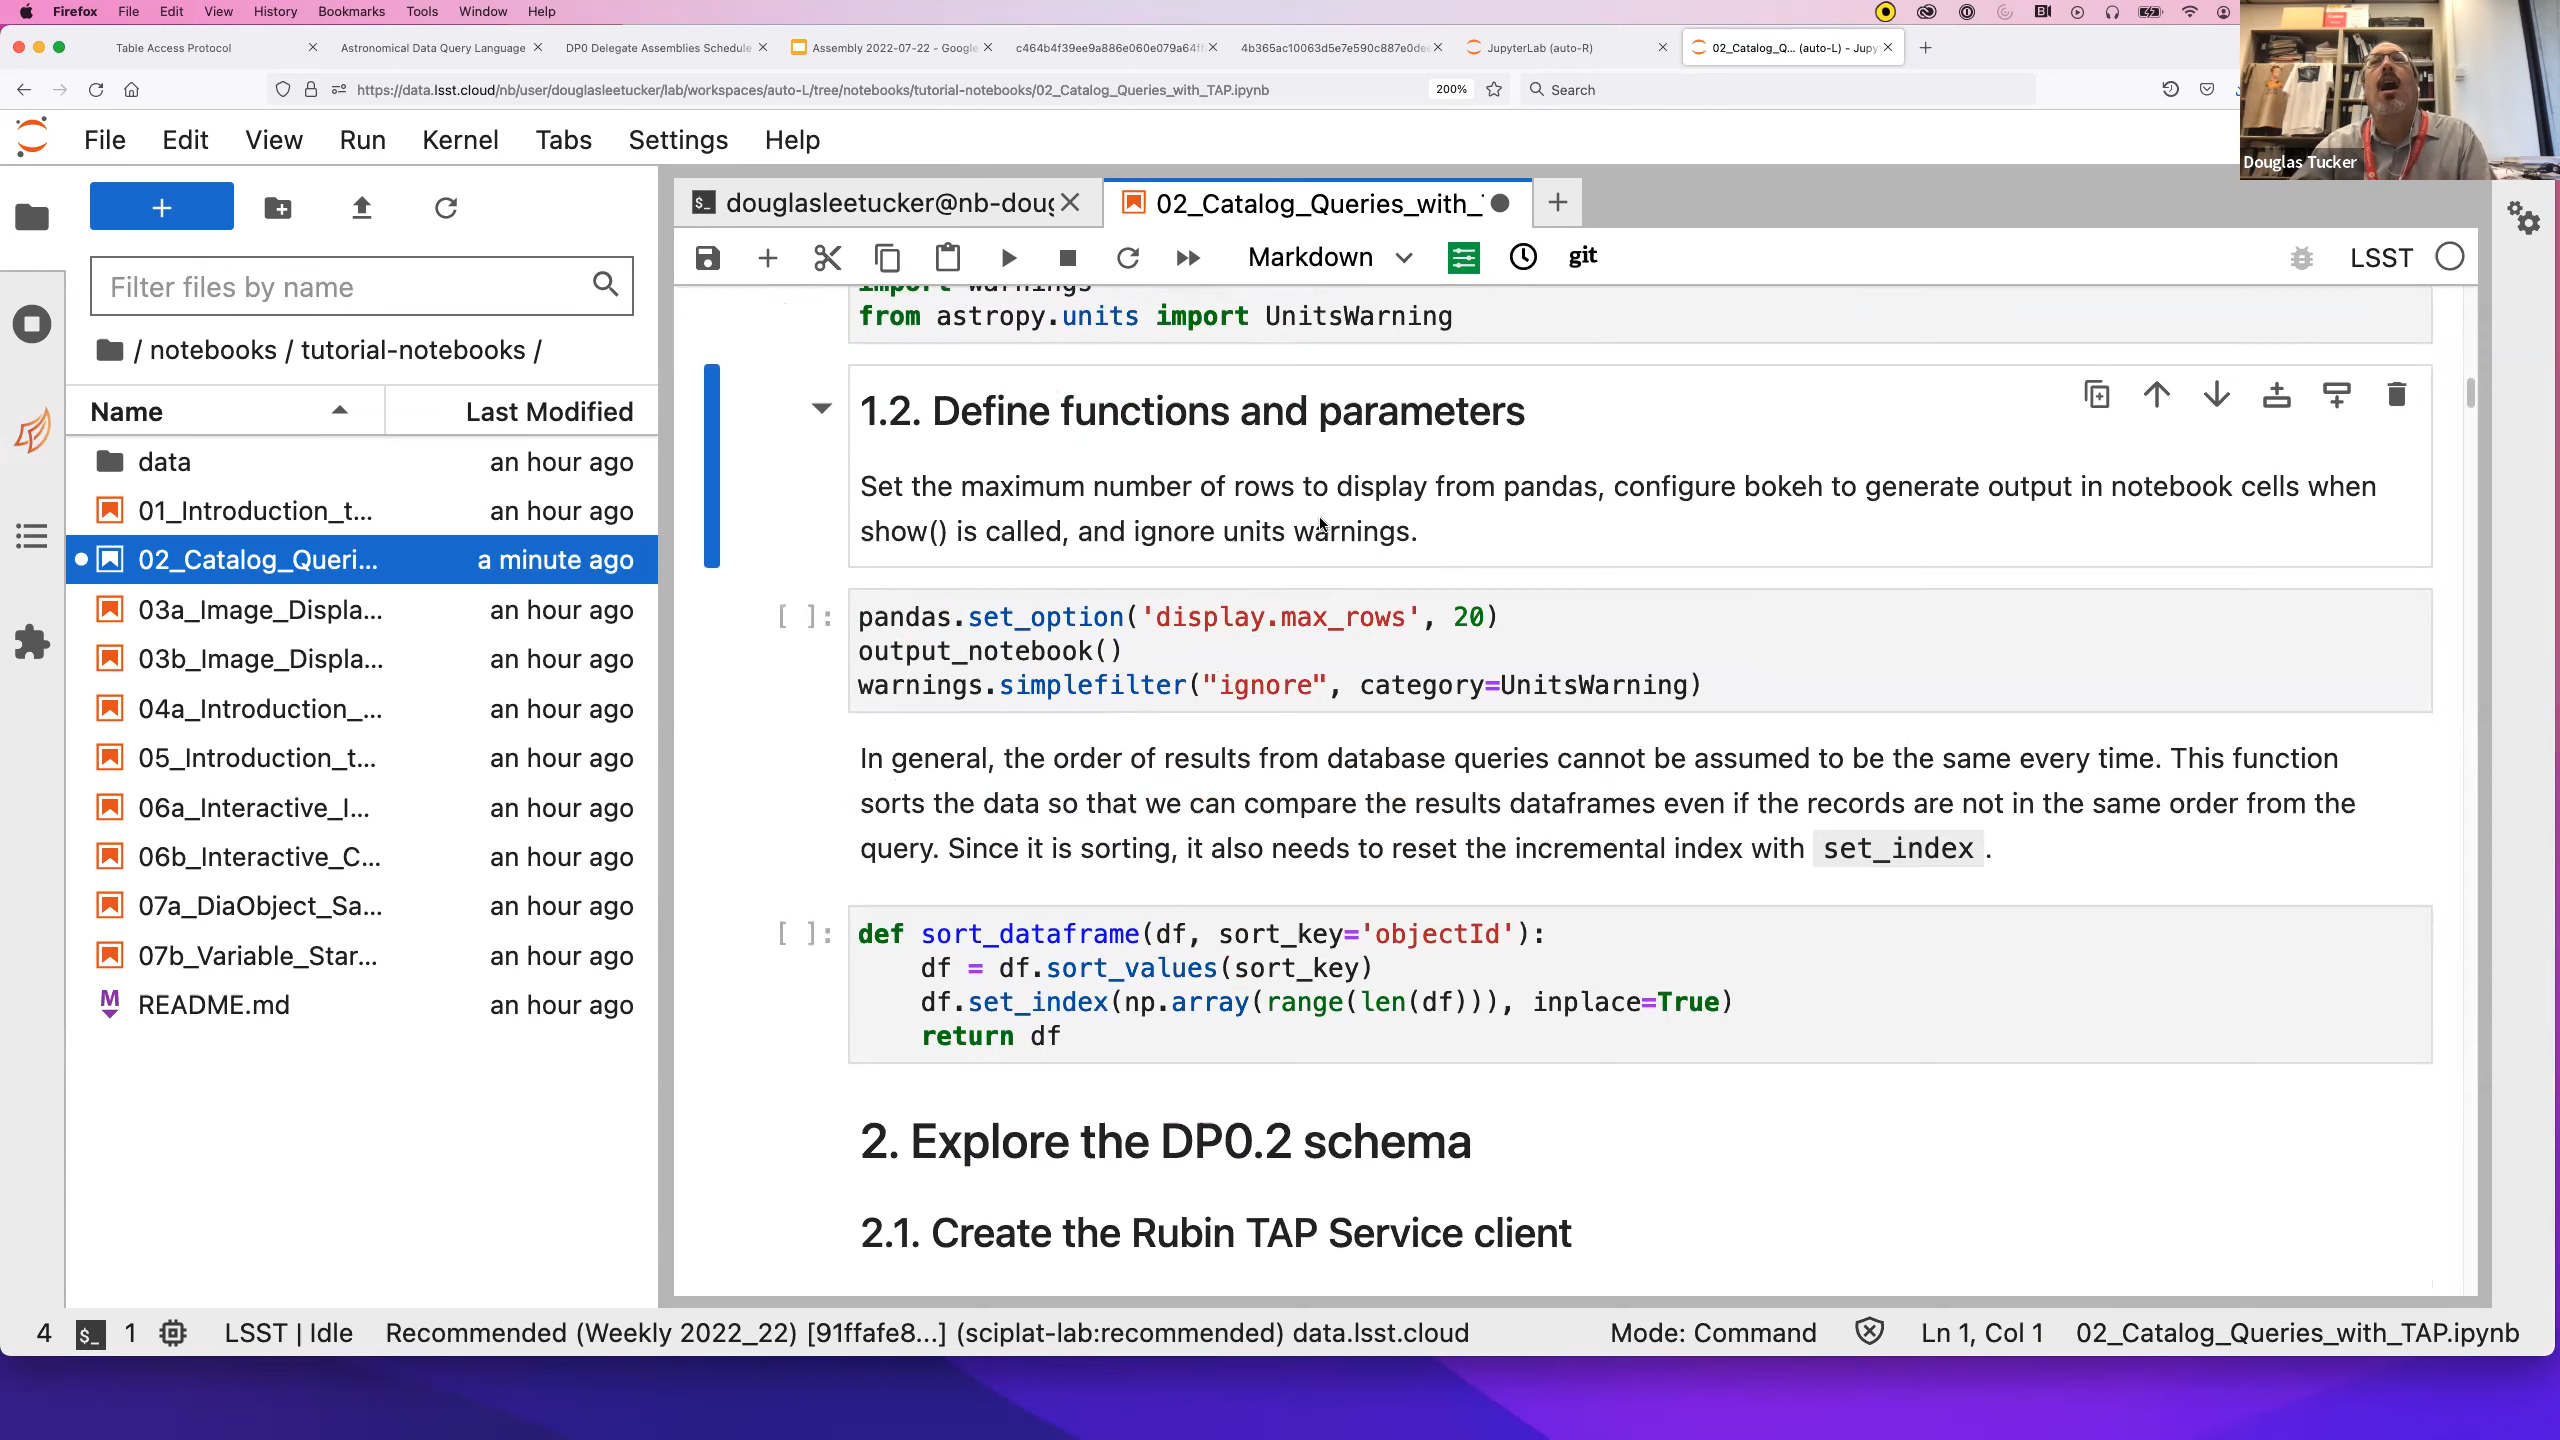 Firefox File Edit View History Bookmarks Tools Window Help
Table Access Protocol
Astronomical Data Query Language
DP0 Delegate Assemblies Schedule
Assembly 2022-07-22 - Google
c464b4f39ee9a886e060e079a64f
JupyterLab (auto-R)
02_Catalog_Q... (auto-L) - Jupy
https://data.lsst.cloud/nb/user/douglasleetucker/lab/workspaces/auto-L/tree/notebooks/tutorial-notebooks/02_Catalog_Queries_with_TAP.ipynb
200%
Search
Douglas Tucker
File Edit View Run Kernel Tabs Settings Help
douglasleetucker@nb-doug
02_Catalog_Queries_with_
Markdown
git
LSST
Filter files by name
/ notebooks / tutorial-notebooks /
Name Last Modified
data an hour ago
01_Introduction_t... an hour ago
02_Catalog_Queri... a minute ago
03a_Image_Displa... an hour ago
03b_Image_Displa... an hour ago
04a_Introduction_... an hour ago
05_Introduction_t... an hour ago
06a_Interactive_I... an hour ago
06b_Interactive_C... an hour ago
07a_DiaObject_Sa... an hour ago
07b_Variable_Star... an hour ago
README.md an hour ago
import warnings
from astropy.units import UnitsWarning
1.2. Define functions and parameters
Set the maximum number of rows to display from pandas, configure bokeh to generate output in notebook cells when
show() is called, and ignore units warnings.
[ ]: pandas.set_option('display.max_rows', 20)
output_notebook()
warnings.simplefilter("ignore", category=UnitsWarning)
In general, the order of results from database queries cannot be assumed to be the same every time. This function
sorts the data so that we can compare the results dataframes even if the records are not in the same order from the
query. Since it is sorting, it also needs to reset the incremental index with set_index .
[ ]: def sort_dataframe(df, sort_key='objectId'):
df = df.sort_values(sort_key)
df.set_index(np.array(range(len(df))), inplace=True)
return df
2. Explore the DP0.2 schema
2.1. Create the Rubin TAP Service client
4 $_ 1 LSST | Idle Recommended (Weekly 2022_22) [91ffafe8...] (sciplat-lab:recommended) data.lsst.cloud Mode: Command Ln 1, Col 1 02_Catalog_Queries_with_TAP.ipynb